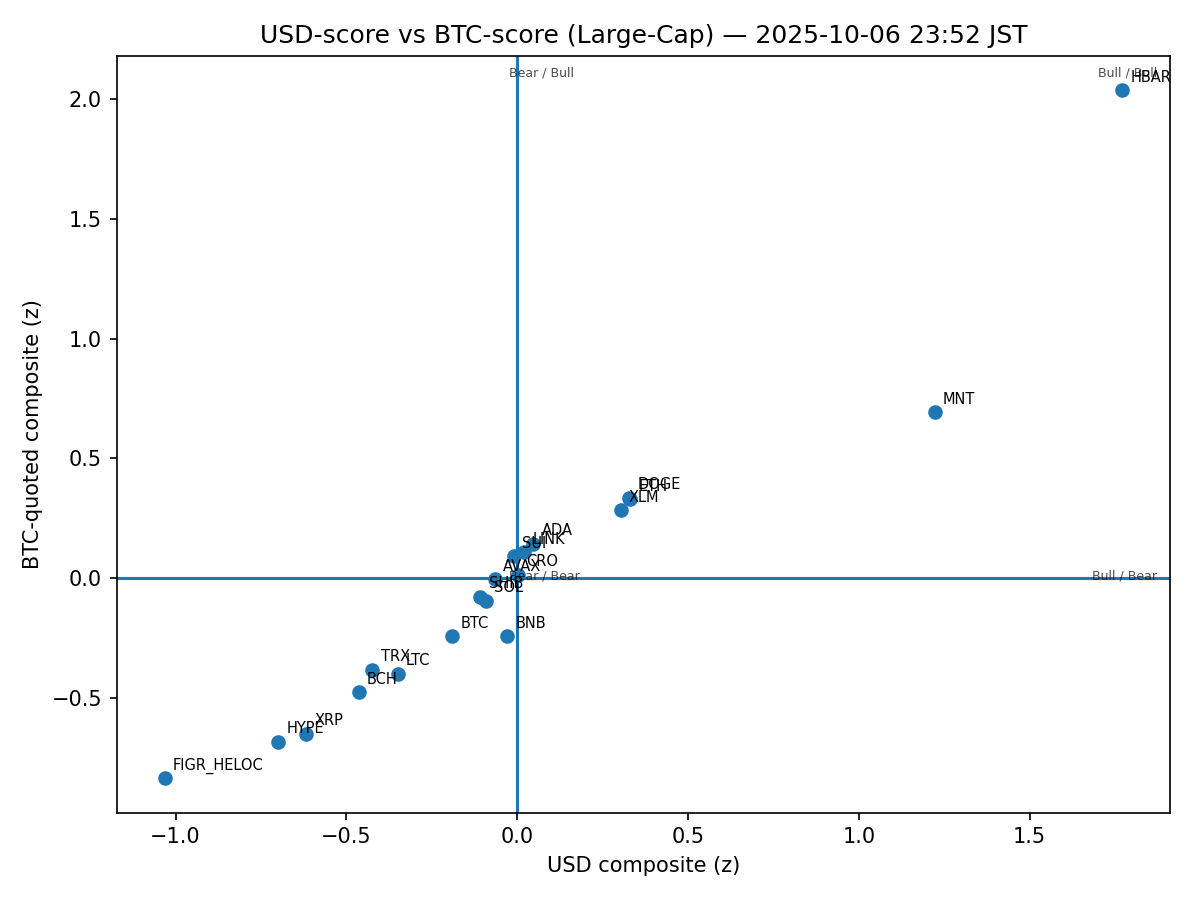 USD-score vs BTC-score (Large-Cap) — 2025-10-06 23:52 JST
Bear / Bull
Bull / Bull
HBAR
2.0
1.5
1.0
0.5
0.0
−0.5
BTC-quoted composite (z)
MNT
DOGE
ETH
XLM
ADA
LINK
SUI
CRO
AVAX
Bear / Bear
Bull / Bear
SHIB
SOL
BTC
BNB
TRX
LTC
BCH
XRP
HYPE
FIGR_HELOC
−1.0
−0.5
0.0
0.5
1.0
1.5
USD composite (z)